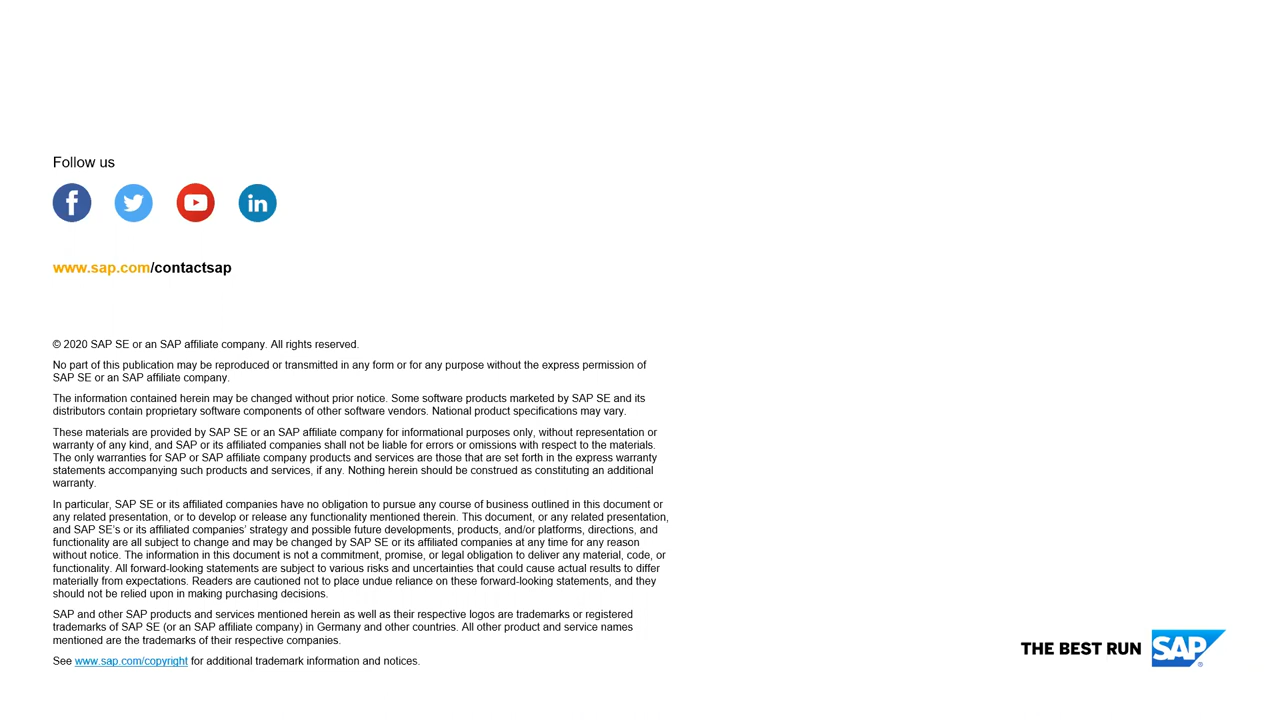 Follow us
f
in
www.sap.com/contactsap
© 2020 SAP SE or an SAP affiliate company. All rights reserved.
No part of this publication may be reproduced or transmitted in any form or for any purpose without the express permission of
SAP SE or an SAP affiliate company.
The information contained herein may be changed without prior notice. Some software products marketed by SAP SE and its
distributors contain proprietary software components of other software vendors. National product specifications may vary.
These materials are provided by SAP SE or an SAP affiliate company for informational purposes only, without representation or
warranty of any kind, and SAP or its affiliated companies shall not be liable for errors or omissions with respect to the materials.
The only warranties for SAP or SAP affiliate company products and services are those that are set forth in the express warranty
statements accompanying such products and services, if any. Nothing herein should be construed as constituting an additional
warranty.
In particular, SAP SE or its affiliated companies have no obligation to pursue any course of business outlined in this document or
any related presentation, or to develop or release any functionality mentioned therein. This document, or any related presentation,
and SAP SE’s or its affiliated companies’ strategy and possible future developments, products, and/or platforms, directions, and
functionality are all subject to change and may be changed by SAP SE or its affiliated companies at any time for any reason
without notice. The information in this document is not a commitment, promise, or legal obligation to deliver any material, code, or
functionality. All forward-looking statements are subject to various risks and uncertainties that could cause actual results to differ
materially from expectations. Readers are cautioned not to place undue reliance on these forward-looking statements, and they
should not be relied upon in making purchasing decisions.
SAP and other SAP products and services mentioned herein as well as their respective logos are trademarks or registered
trademarks of SAP SE (or an SAP affiliate company) in Germany and other countries. All other product and service names
mentioned are the trademarks of their respective companies.
See www.sap.com/copyright for additional trademark information and notices.
THE BEST RUN SAP®